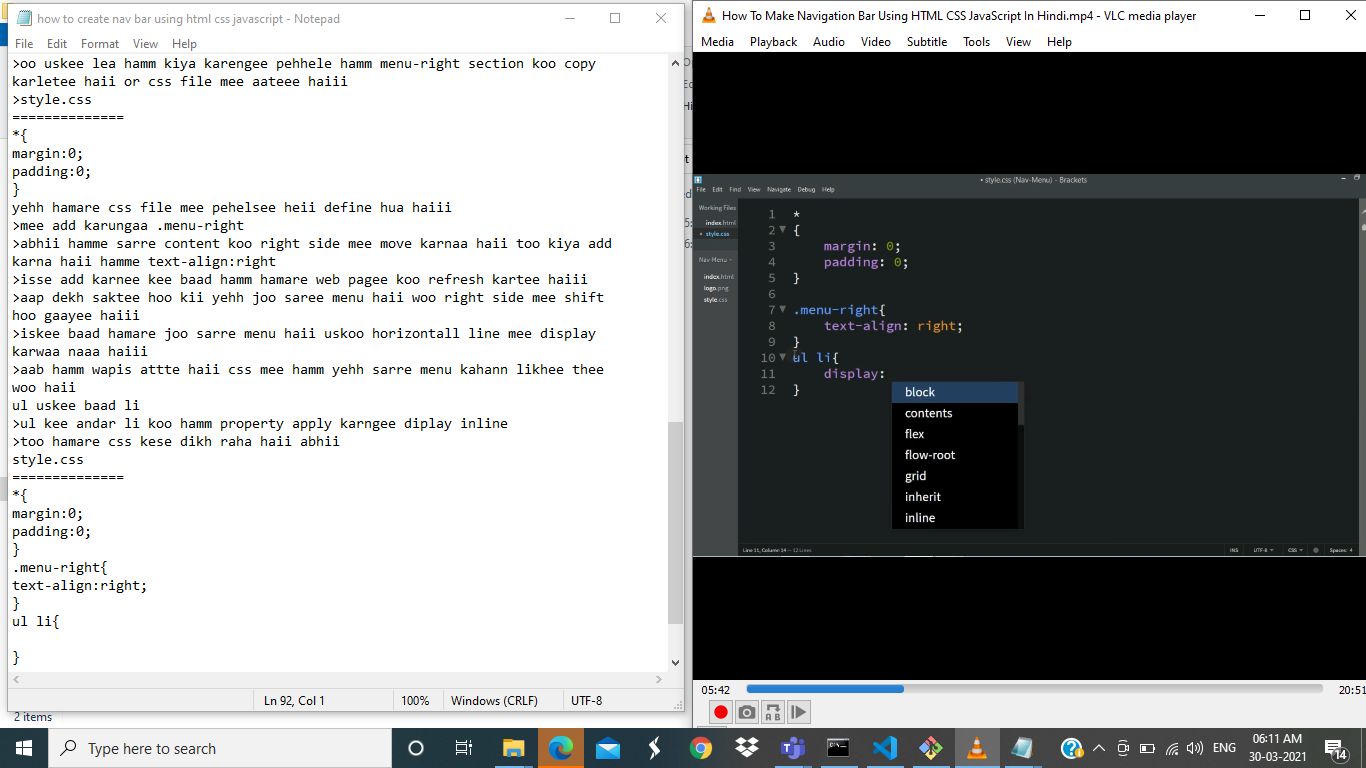 how to create nav bar using html css javascript - Notepad
File Edit Format View Help
>oo uskee lea hamm kiya karengee pehhele hamm menu-right section koo copy
karletee haii or css file mee aateee haiii
>style.css
==============
*{
margin:0;
padding:0;
}
yehh hamare css file mee pehelsee heii define hua haiii
>mee add karungaa .menu-right
>abhii hamme sarre content koo right side mee move karnaa haii too kiya add
karna haii hamme text-align:right
>isse add karnee kee baad hamm hamare web pagee koo refresh kartee haiii
>aap dekh saktee hoo kii yehh joo saree menu haii woo right side mee shift
hoo gaayee haiii
>iskee baad hamare joo sarre menu haii uskoo horizontall line mee display
karwaa naaa haiii
>aab hamm wapis attte haii css mee hamm yehh sarre menu kahann likhee thee
woo haii
ul uskee baad li
>ul kee andar li koo hamm property apply karngee diplay inline
>too hamare css kese dikh raha haii abhii
style.css
==============
*{
margin:0;
padding:0;
}
.menu-right{
text-align:right;
}
ul li{
}
Ln 92, Col 1 100% Windows (CRLF) UTF-8
2 items
How To Make Navigation Bar Using HTML CSS JavaScript In Hindi.mp4 - VLC media player
Media Playback Audio Video Subtitle Tools View Help
• style.css (Nav-Menu) - Brackets
File Edit Find View Navigate Debug Help
Working Files
index.html
• style.css
Nav-Menu
index.html
logo.png
style.css
1 *
2 {
3 margin: 0;
4 padding: 0;
5 }
6
7 .menu-right{
8 text-align: right;
9 }
10 ul li{
11 display:
12 }
block
contents
flex
flow-root
grid
inherit
inline
Line 11, Column 14 — 12 Lines
INS UTF-8 CSS Spaces: 4
05:42 20:51
Type here to search
ENG
06:11 AM
30-03-2021
14